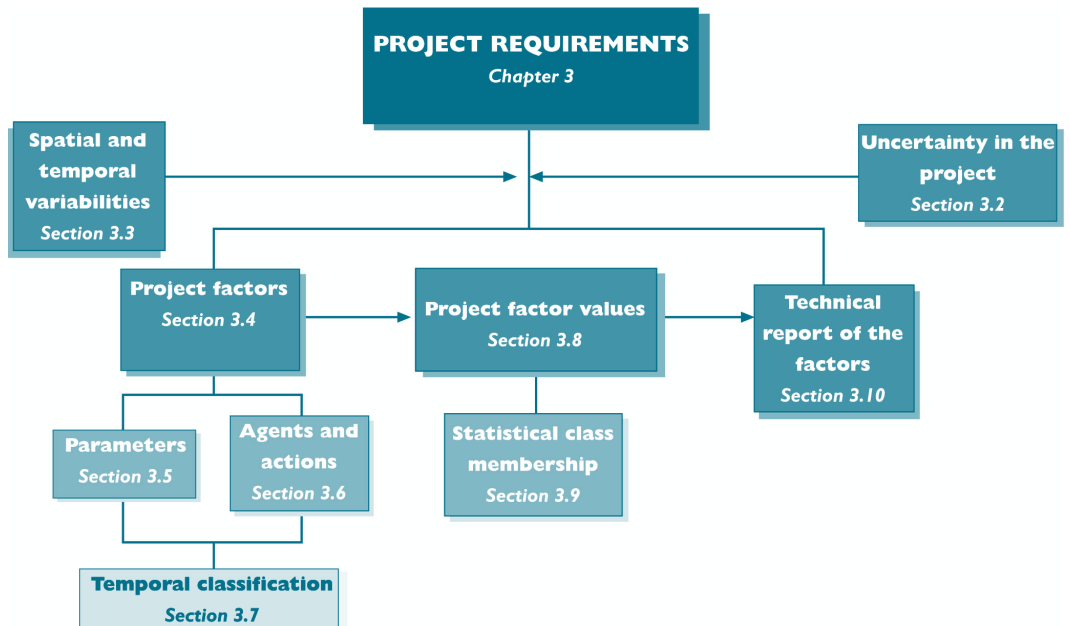 PROJECT REQUIREMENTS
Chapter 3
Spatial and
temporal
variabilities
Section 3.3
Uncertainty in the
project
Section 3.2
Project factors
Section 3.4
Project factor values
Section 3.8
Technical
report of the
factors
Section 3.10
Parameters
Section 3.5
Agents and
actions
Section 3.6
Statistical class
membership
Section 3.9
Temporal classification
Section 3.7